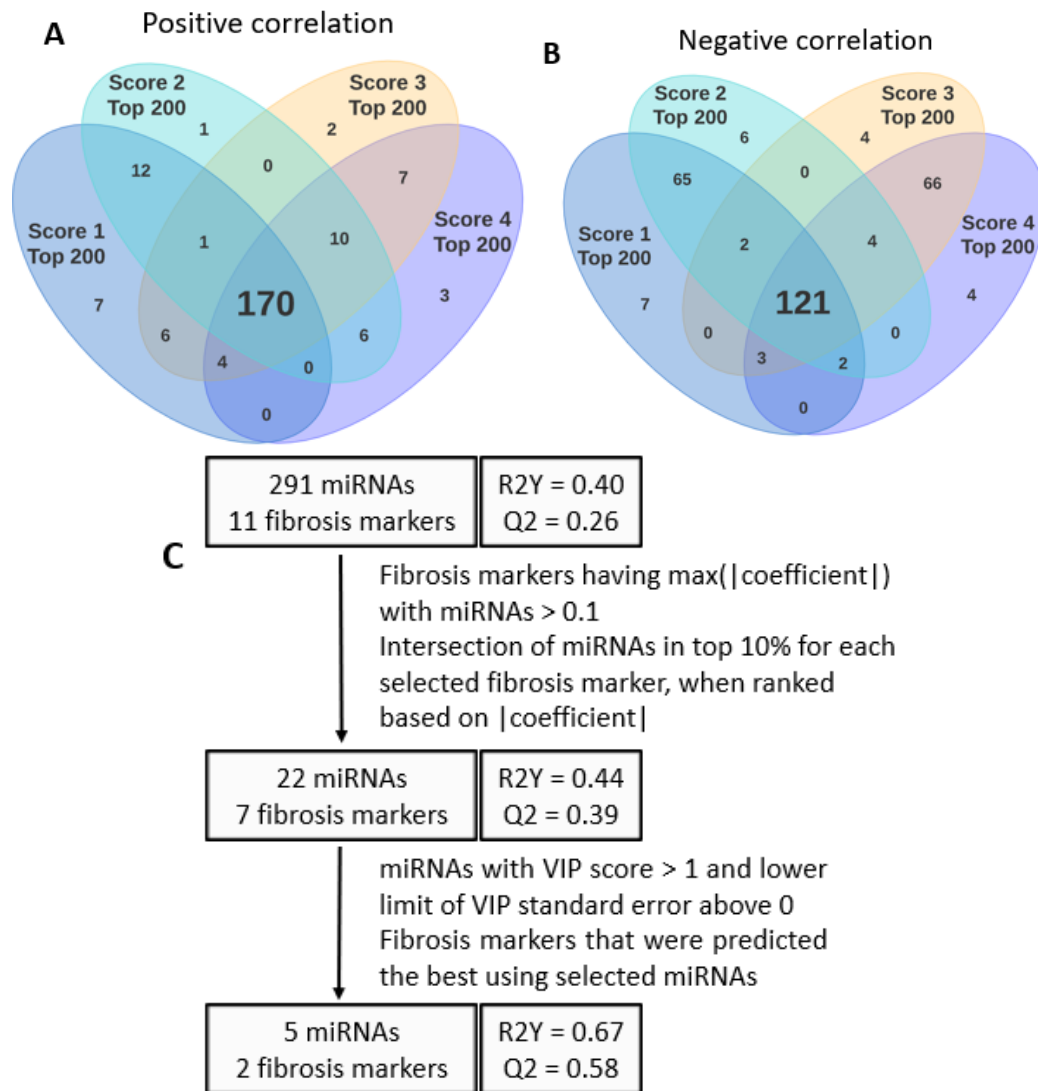 A
Positive correlation
Score 2
Top 200
Score 3
Top 200
Score 1
Top 200
Score 4
Top 200
1
2
12
0
7
1
10
7
170
3
6
4
0
6
0
B
Negative correlation
Score 2
Top 200
Score 3
Top 200
Score 1
Top 200
Score 4
Top 200
6
4
65
0
66
2
4
7
121
4
0
3
2
0
0
291 miRNAs
11 fibrosis markers
R2Y = 0.40
Q2 = 0.26
C
Fibrosis markers having max(|coefficient|)
with miRNAs > 0.1
Intersection of miRNAs in top 10% for each
selected fibrosis marker, when ranked
based on |coefficient|
22 miRNAs
7 fibrosis markers
R2Y = 0.44
Q2 = 0.39
miRNAs with VIP score > 1 and lower
limit of VIP standard error above 0
Fibrosis markers that were predicted
the best using selected miRNAs
5 miRNAs
2 fibrosis markers
R2Y = 0.67
Q2 = 0.58